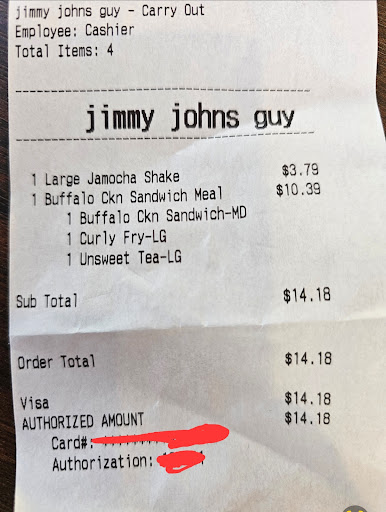 jimmy johns guy - Carry Out
Employee: Cashier
Total Items: 4
jimmy johns guy
1 Large Jamocha Shake $3.79
1 Buffalo Ckn Sandwich Meal $10.39
1 Buffalo Ckn Sandwich-MD
1 Curly Fry-LG
1 Unsweet Tea-LG
Sub Total $14.18
Order Total $14.18
Visa $14.18
AUTHORIZED AMOUNT $14.18
Card#:
Authorization: